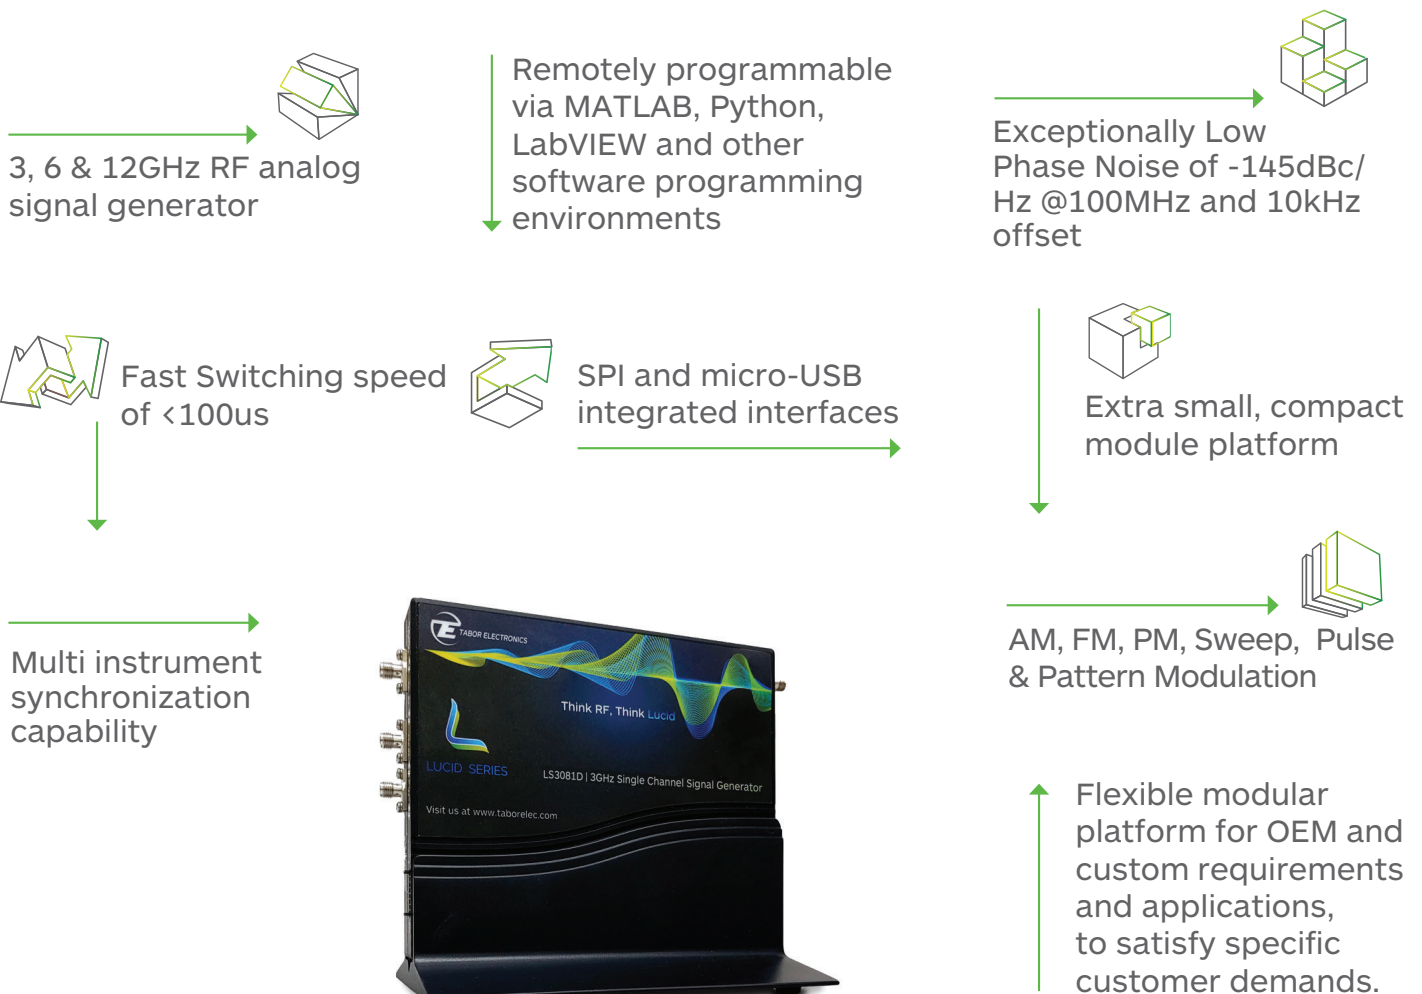 3, 6 & 12GHz RF analog
signal generator
Remotely programmable
via MATLAB, Python,
LabVIEW and other
software programming
environments
Exceptionally Low
Phase Noise of -145dBc/
Hz @100MHz and 10kHz
offset
Fast Switching speed
of <100us
SPI and micro-USB
integrated interfaces
Extra small, compact
module platform
Multi instrument
synchronization
capability
TABOR ELECTRONICS
Think RF, Think Lucid
LUCID SERIES
LS3081D | 3GHz Single Channel Signal Generator
Visit us at www.taborelec.com
AM, FM, PM, Sweep, Pulse
& Pattern Modulation
Flexible modular
platform for OEM and
custom requirements
and applications,
to satisfy specific
customer demands.